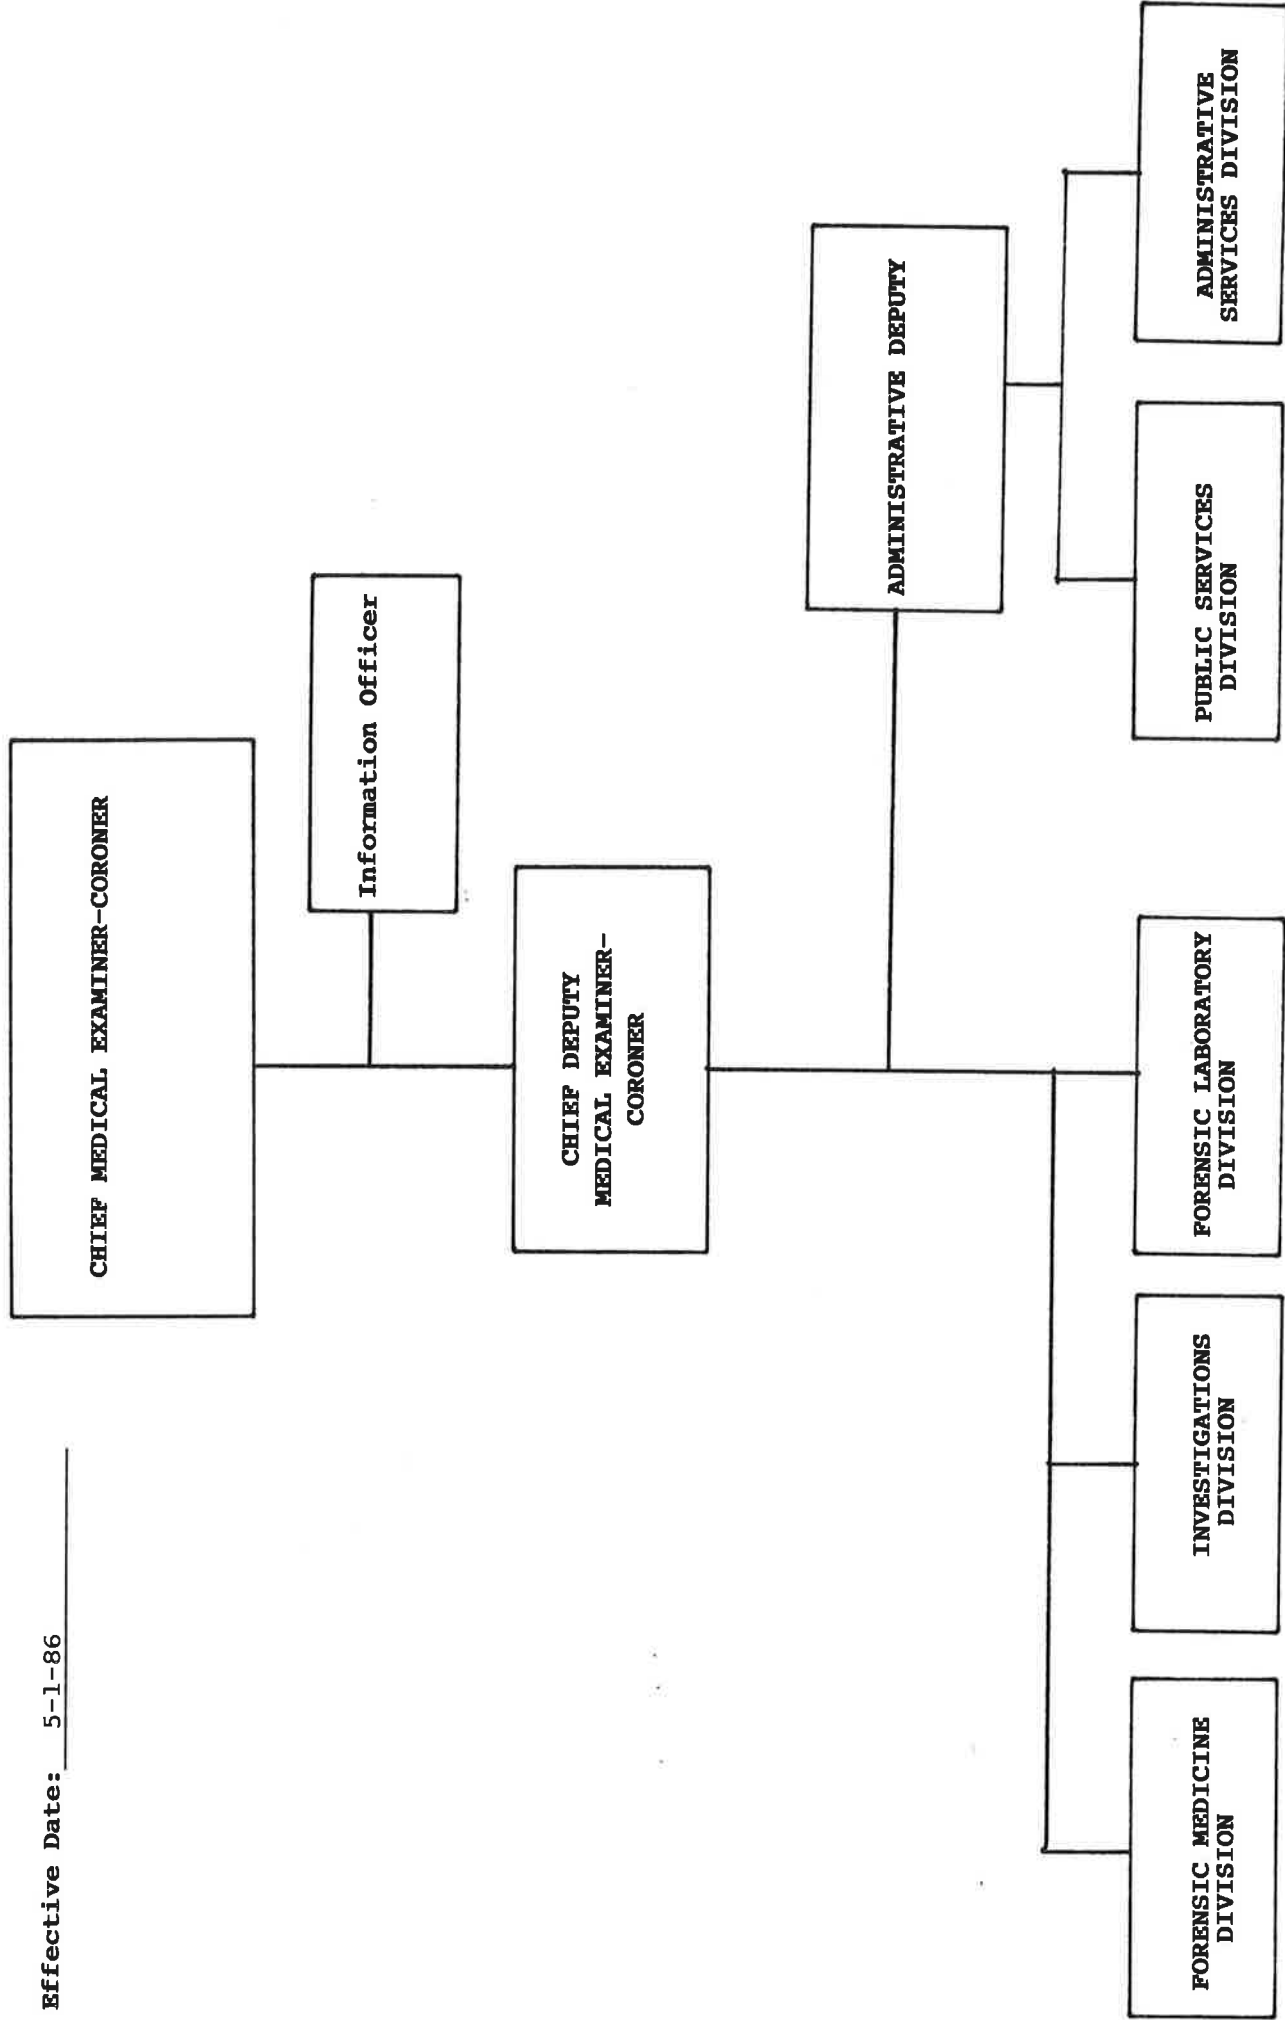 Effective Date: 5-1-86
CHIEF MEDICAL EXAMINER-CORONER
Information Officer
CHIEF DEPUTY
MEDICAL EXAMINER-
CORONER
ADMINISTRATIVE DEPUTY
FORENSIC MEDICINE
DIVISION
INVESTIGATIONS
DIVISION
FORENSIC LABORATORY
DIVISION
PUBLIC SERVICES
DIVISION
ADMINISTRATIVE
SERVICES DIVISION